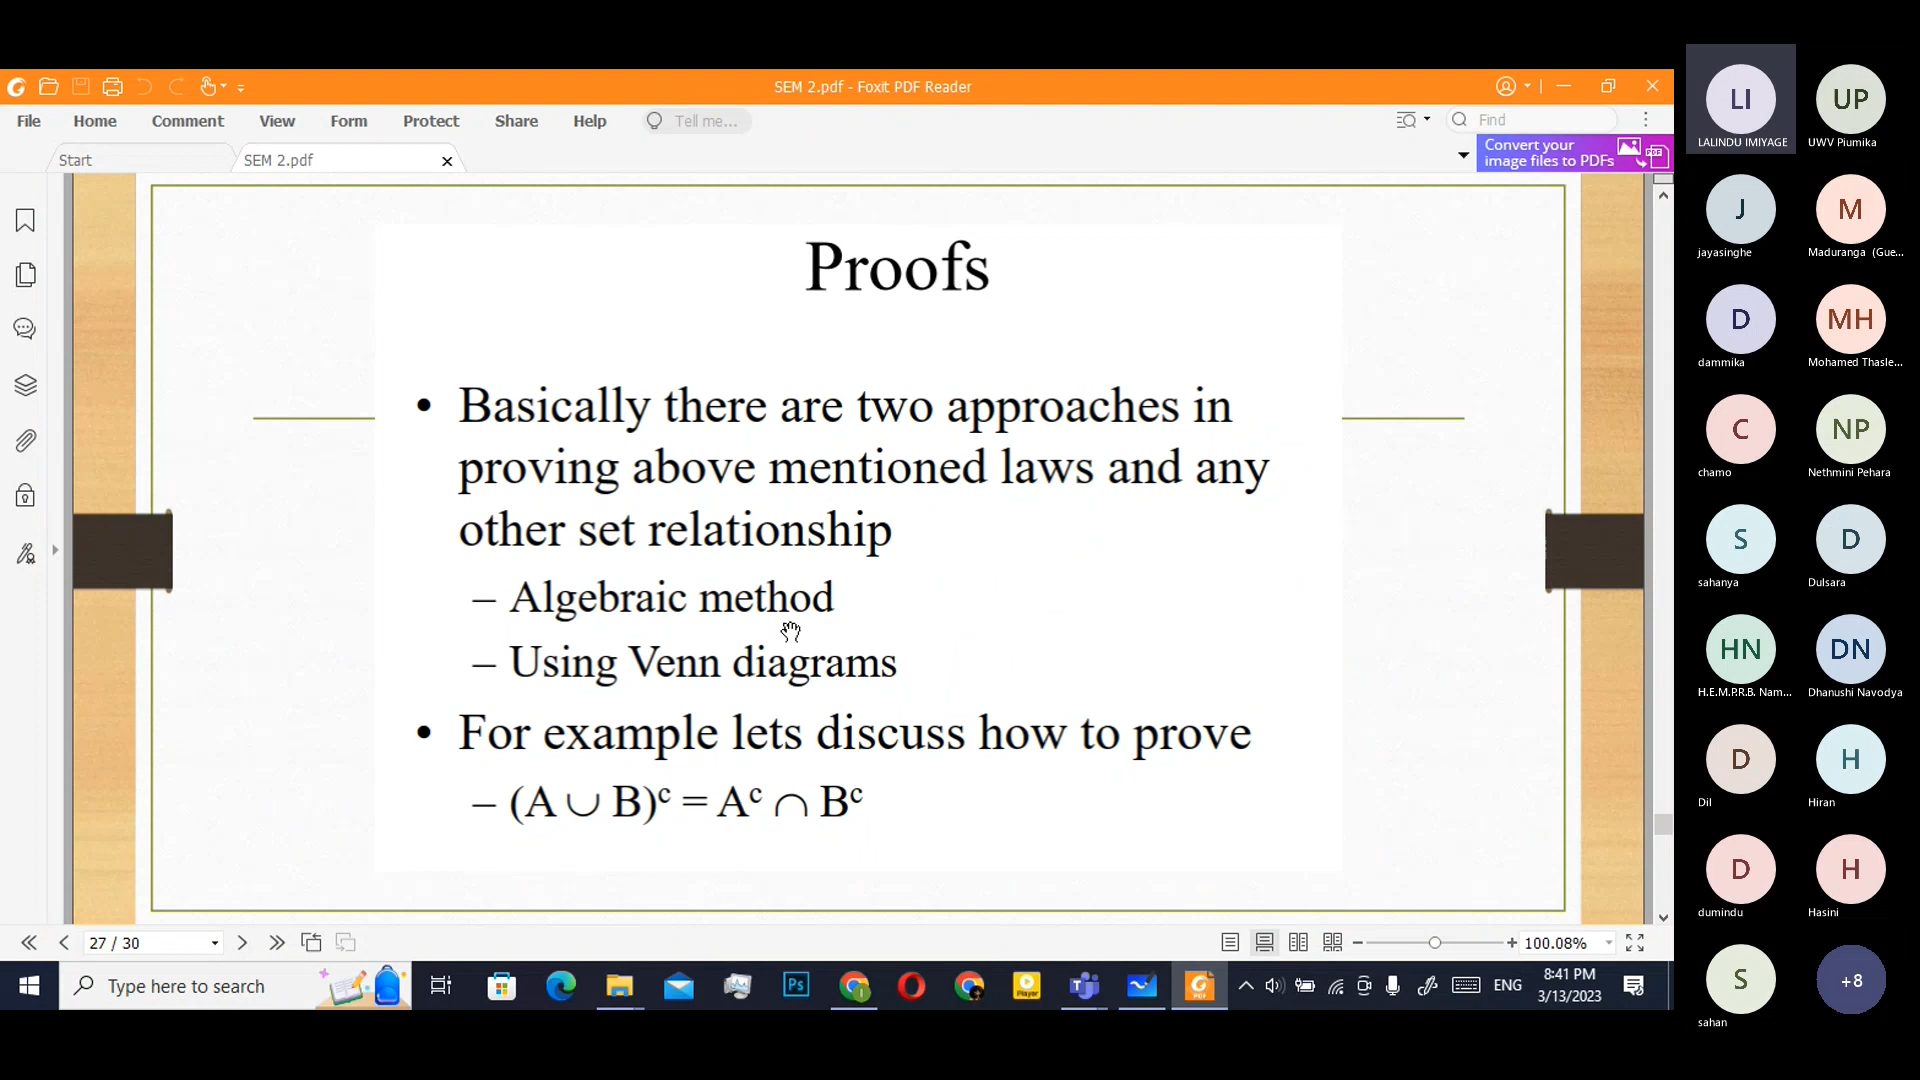 SEM 2.pdf - Foxit PDF Reader
File Home Comment View Form Protect Share Help Tell me... Find
Start SEM 2.pdf
Convert your
image files to PDFs
PDF
Proofs
• Basically there are two approaches in
proving above mentioned laws and any
other set relationship
– Algebraic method
– Using Venn diagrams
• For example lets discuss how to prove
– (A ∪ B)ᶜ = Aᶜ ∩ Bᶜ
27 / 30
100.08%
Type here to search
Ps
Player
PDF
ENG
8:41 PM
3/13/2023
LI UP
LALINDU IMIYAGE UWV Piumika
J M
jayasinghe Maduranga (Gue...
D MH
dammika Mohamed Thasle...
C NP
chamo Nethmini Pehara
S D
sahanya Dulsara
HN DN
H.E.M.P.R.B. Nam... Dhanushi Navodya
D H
Dil Hiran
D H
dumindu Hasini
S +8
sahan